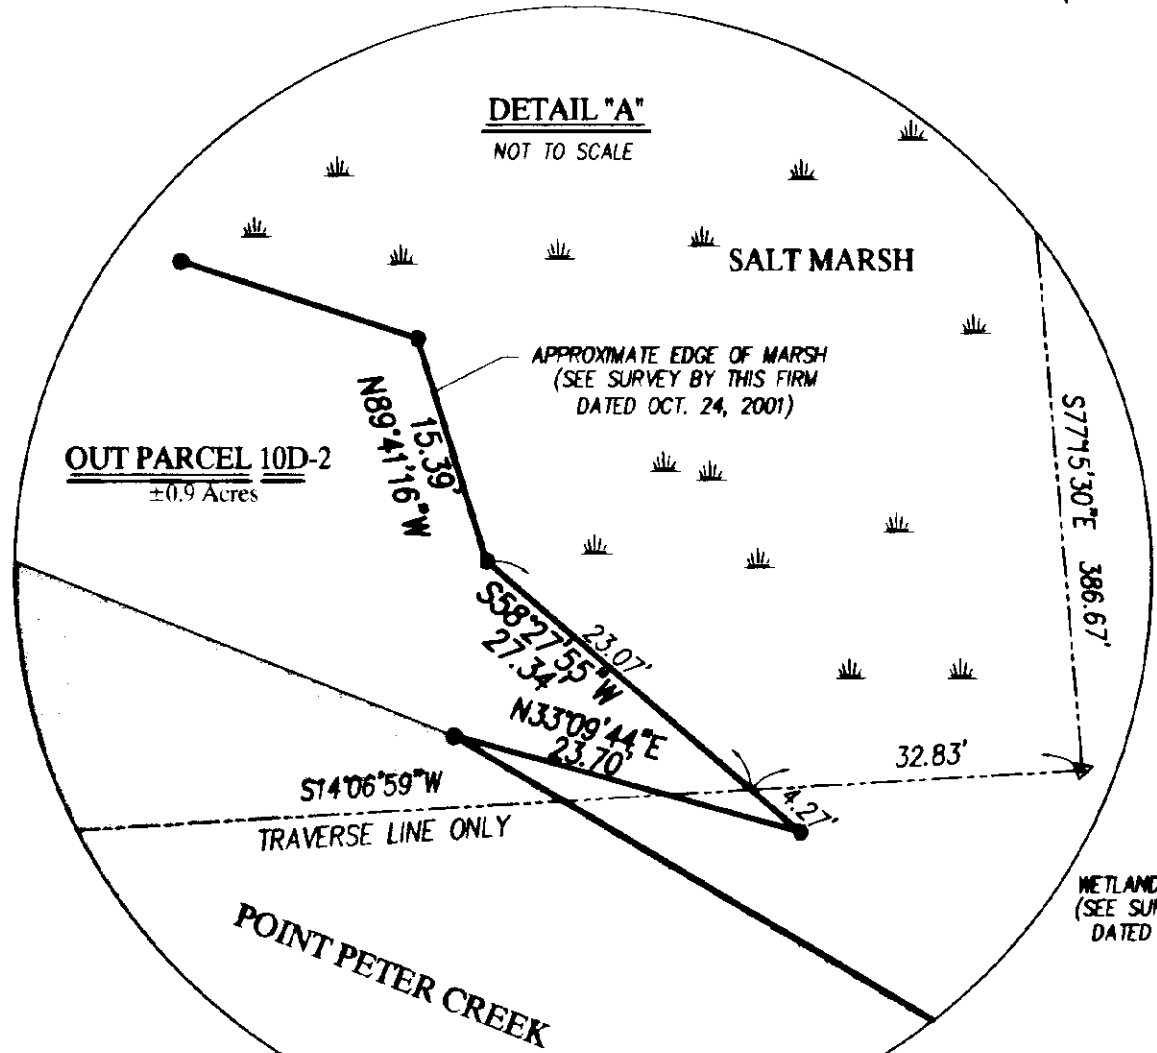 DETAIL "A"
NOT TO SCALE
SALT MARSH
APPROXIMATE EDGE OF MARSH
(SEE SURVEY BY THIS FIRM
DATED OCT. 24, 2001)
15.39'
N89°41'16"W
OUT PARCEL 10D-2
±0.9 Acres
S77°15'30"E 386.67'
S58°27'55"W
27.34'
23.07'
N33°09'44"E
23.70'
32.83'
4.27'
S14°06'59"W
TRAVERSE LINE ONLY
POINT PETER CREEK
WETLAND
(SEE SUR
DATED